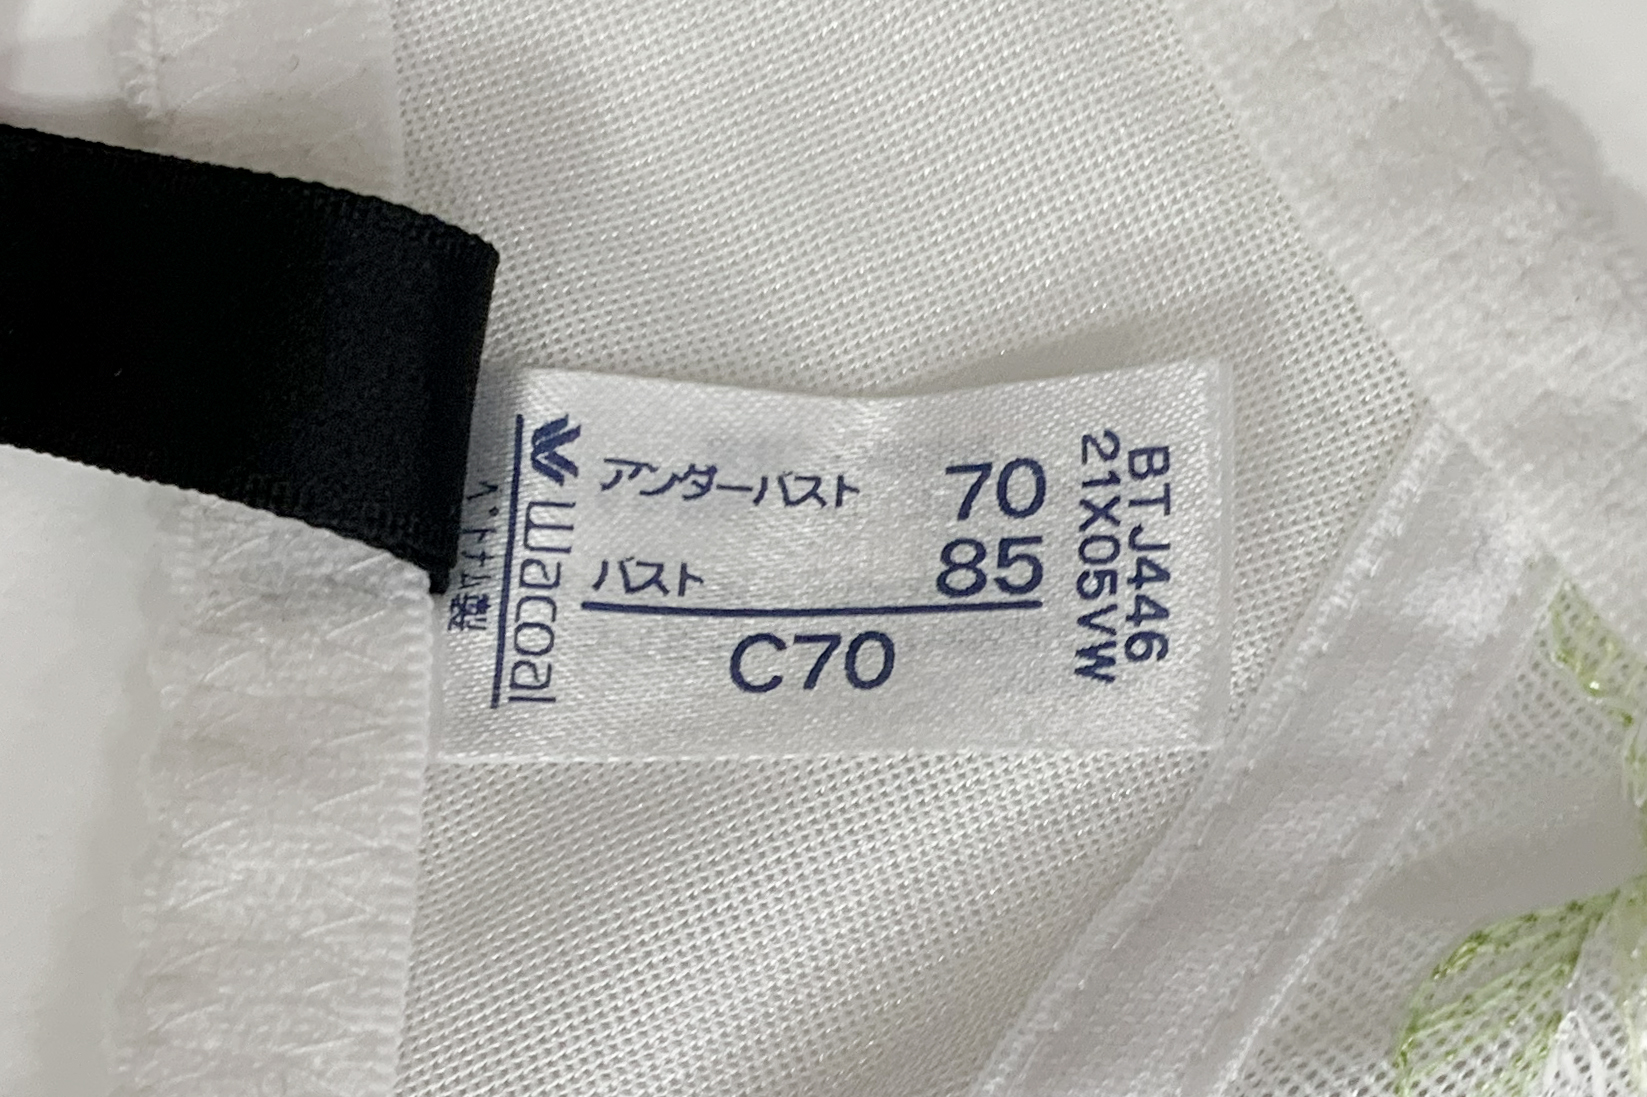 アンダーバスト 70
バスト 85
C70
wacoal
ベトナム製
BTJ446
21X05VW